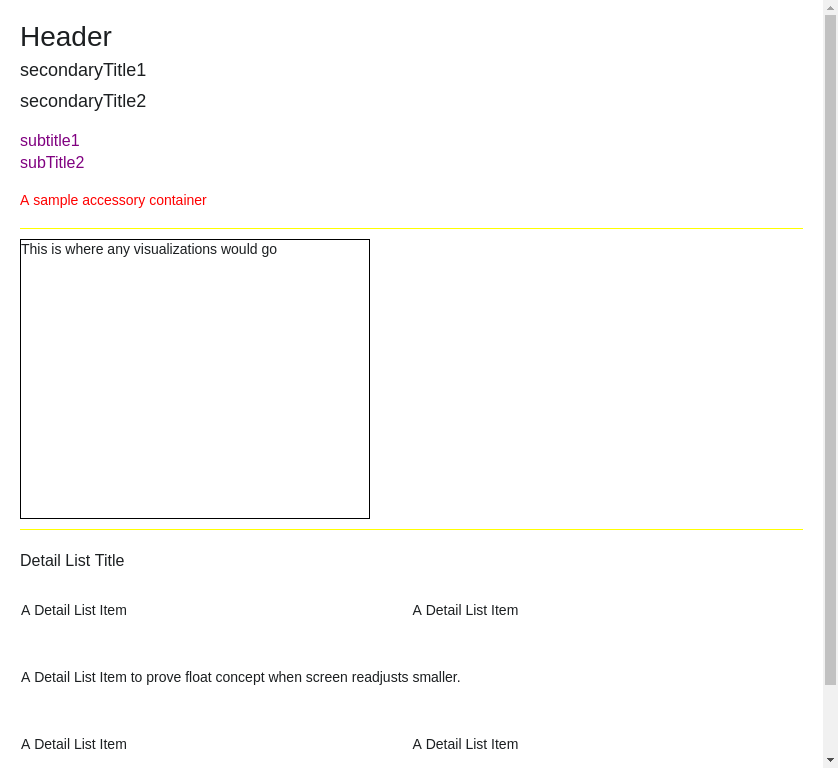 Header
secondaryTitle1
secondaryTitle2
subtitle1
subTitle2
A sample accessory container
This is where any visualizations would go
Detail List Title
A Detail List Item
A Detail List Item
A Detail List Item to prove float concept when screen readjusts smaller.
A Detail List Item
A Detail List Item